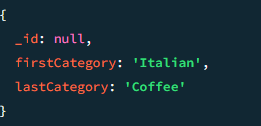 {
  _id: null,
  firstCategory: 'Italian',
  lastCategory: 'Coffee'
}